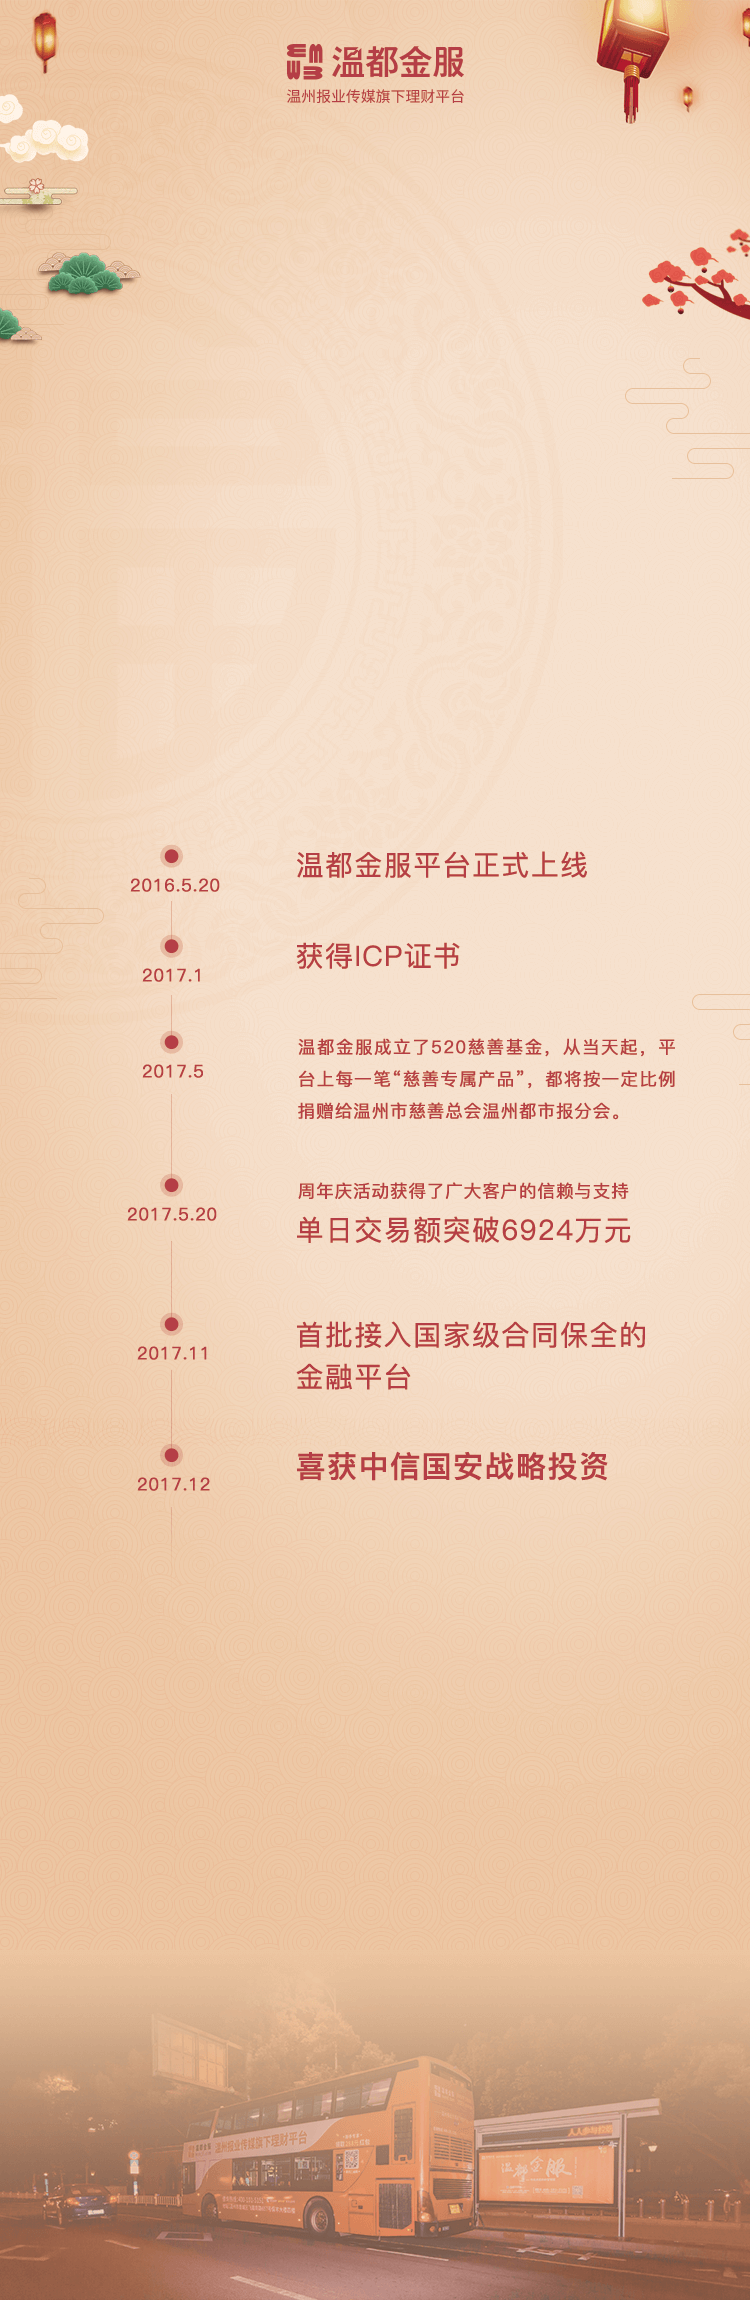 温都金服
温州报业传媒旗下理财平台
2016.5.20
温都金服平台正式上线
2017.1
获得ICP证书
2017.5
温都金服成立了520慈善基金，从当天起，平
台上每一笔“慈善专属产品”，都将按一定比例
捐赠给温州市慈善总会温州都市报分会。
2017.5.20
周年庆活动获得了广大客户的信赖与支持
单日交易额突破6924万元
2017.11
首批接入国家级合同保全的
金融平台
2017.12
喜获中信国安战略投资
温州报业传媒旗下理财平台
温都金服